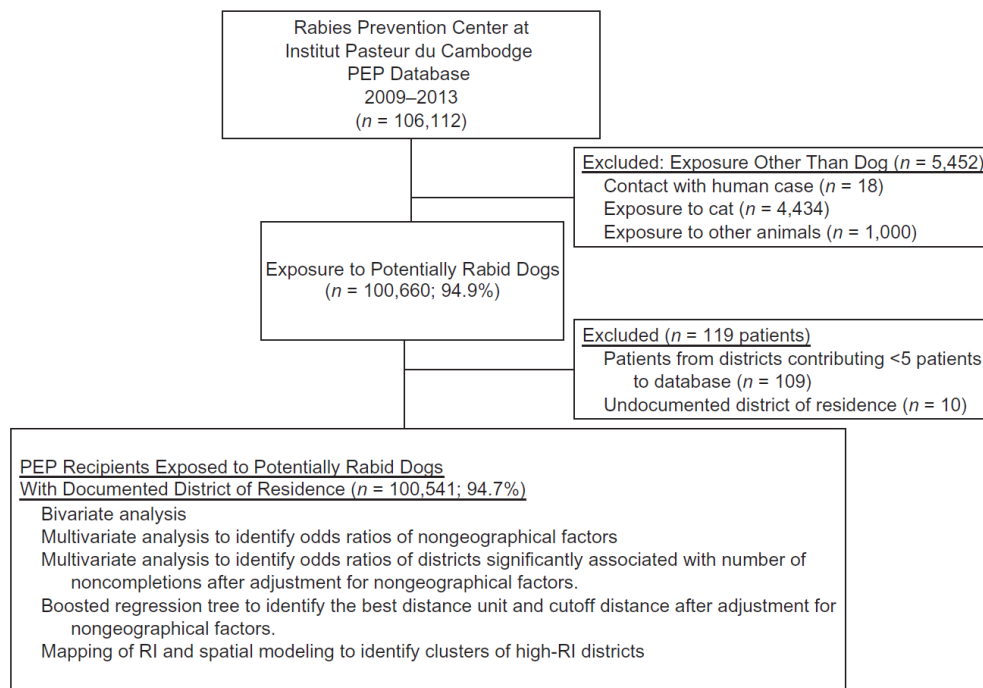 Rabies Prevention Center at
Institut Pasteur du Cambodge
PEP Database
2009–2013
(n = 106,112)
Excluded: Exposure Other Than Dog (n = 5,452)
Contact with human case (n = 18)
Exposure to cat (n = 4,434)
Exposure to other animals (n = 1,000)
Exposure to Potentially Rabid Dogs
(n = 100,660; 94.9%)
Excluded (n = 119 patients)
Patients from districts contributing <5 patients
to database (n = 109)
Undocumented district of residence (n = 10)
PEP Recipients Exposed to Potentially Rabid Dogs
With Documented District of Residence (n = 100,541; 94.7%)
Bivariate analysis
Multivariate analysis to identify odds ratios of nongeographical factors
Multivariate analysis to identify odds ratios of districts significantly associated with number of
noncompletions after adjustment for nongeographical factors.
Boosted regression tree to identify the best distance unit and cutoff distance after adjustment for
nongeographical factors.
Mapping of RI and spatial modeling to identify clusters of high-RI districts